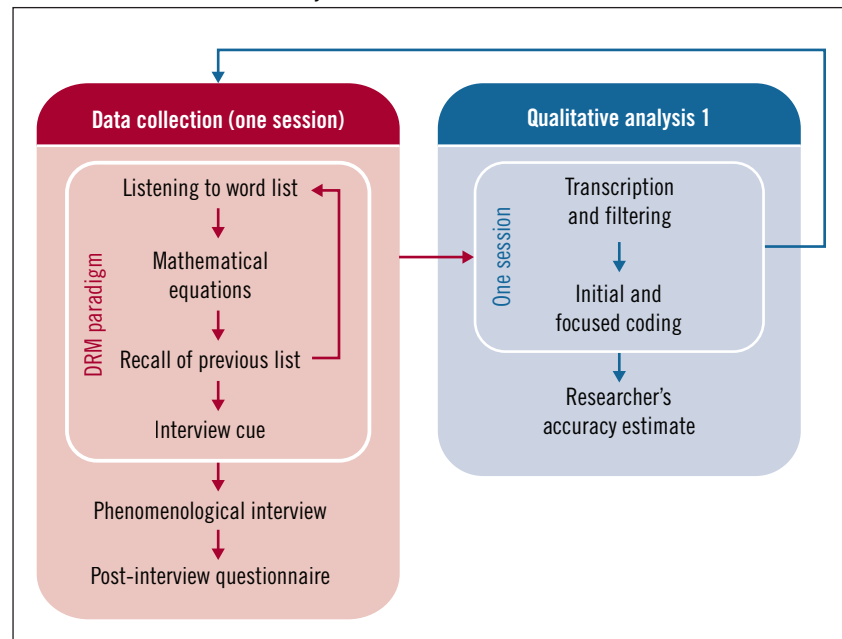 Data collection (one session)
DRM paradigm
Listening to word list
Mathematical
equations
Recall of previous list
Interview cue
Phenomenological interview
Post-interview questionnaire
Qualitative analysis 1
One session
Transcription
and filtering
Initial and
focused coding
Researcher's
accuracy estimate